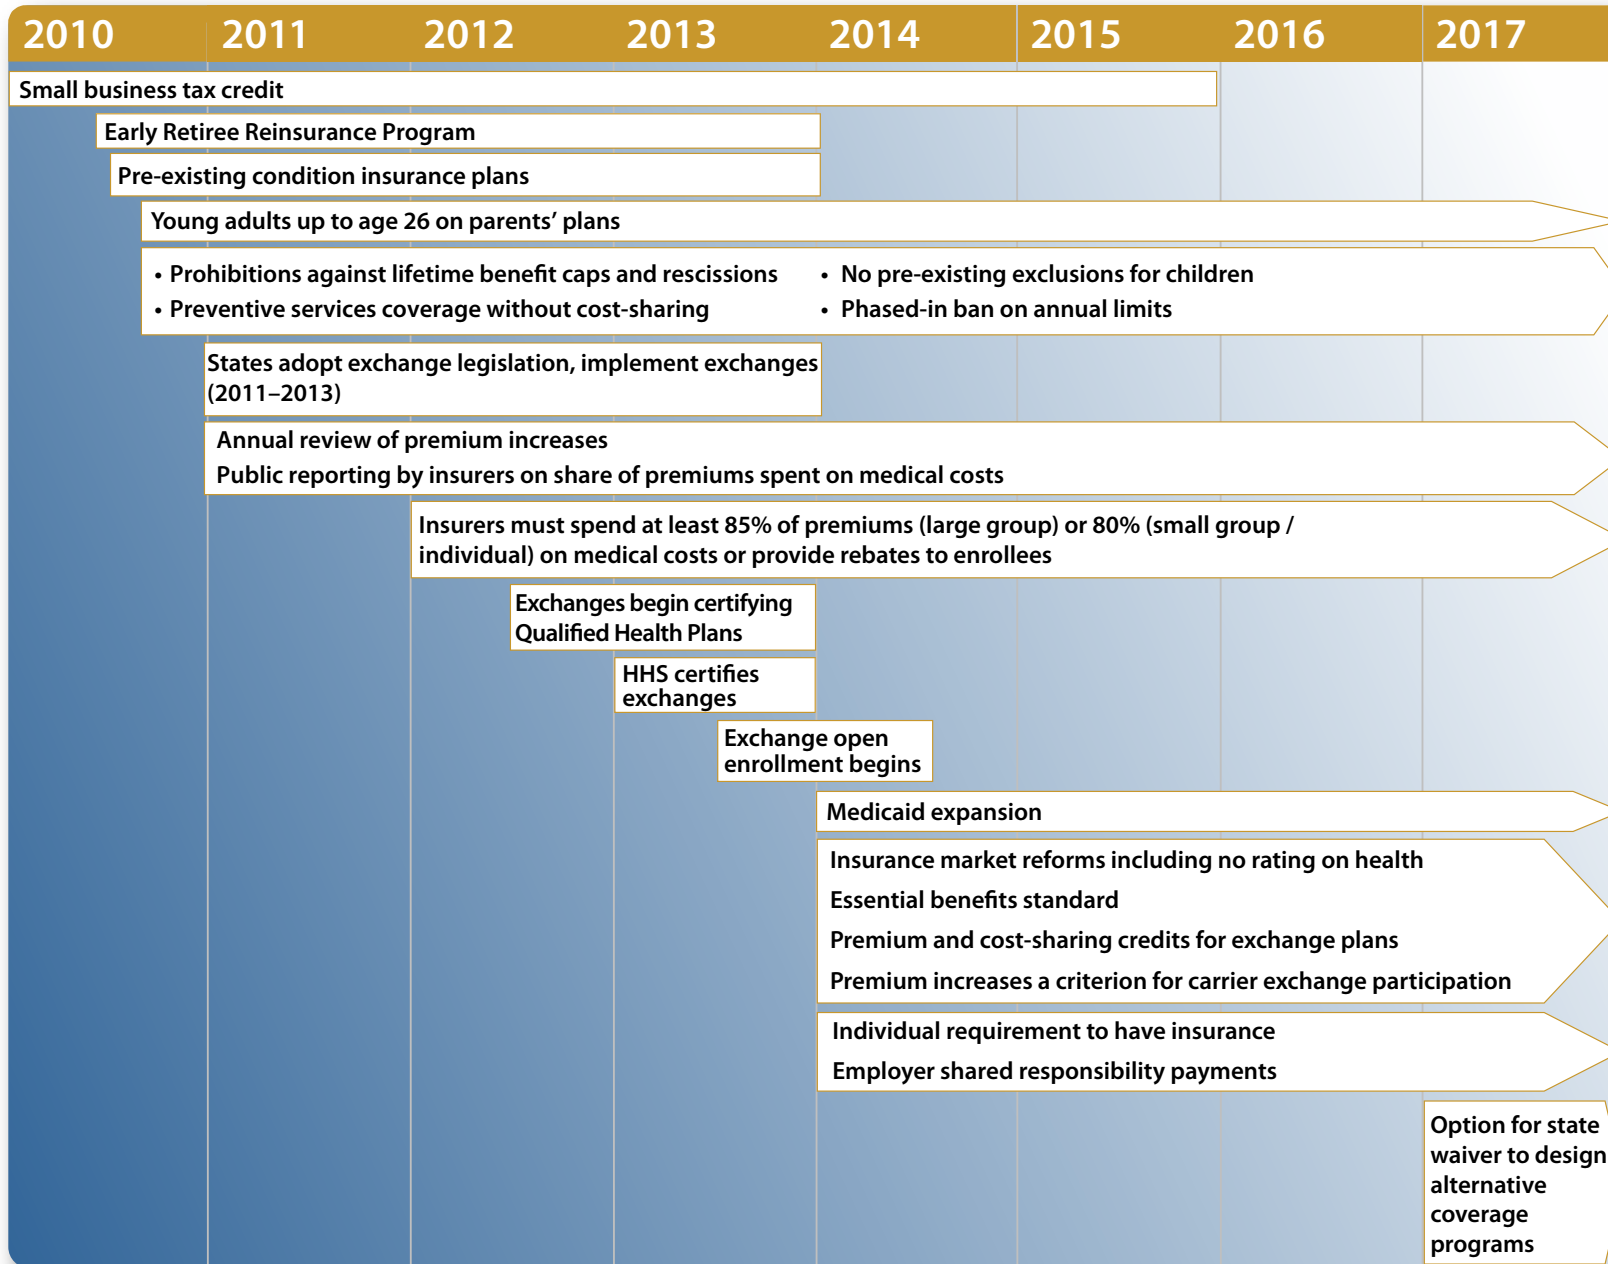 2010 2011 2012 2013 2014 2015 2016 2017
Small business tax credit
Early Retiree Reinsurance Program
Pre-existing condition insurance plans
Young adults up to age 26 on parents’ plans
• Prohibitions against lifetime benefit caps and rescissions
• Preventive services coverage without cost-sharing
• No pre-existing exclusions for children
• Phased-in ban on annual limits
States adopt exchange legislation, implement exchanges
(2011–2013)
Annual review of premium increases
Public reporting by insurers on share of premiums spent on medical costs
Insurers must spend at least 85% of premiums (large group) or 80% (small group /
individual) on medical costs or provide rebates to enrollees
Exchanges begin certifying
Qualified Health Plans
HHS certifies
exchanges
Exchange open
enrollment begins
Medicaid expansion
Insurance market reforms including no rating on health
Essential benefits standard
Premium and cost-sharing credits for exchange plans
Premium increases a criterion for carrier exchange participation
Individual requirement to have insurance
Employer shared responsibility payments
Option for state
waiver to design
alternative
coverage
programs